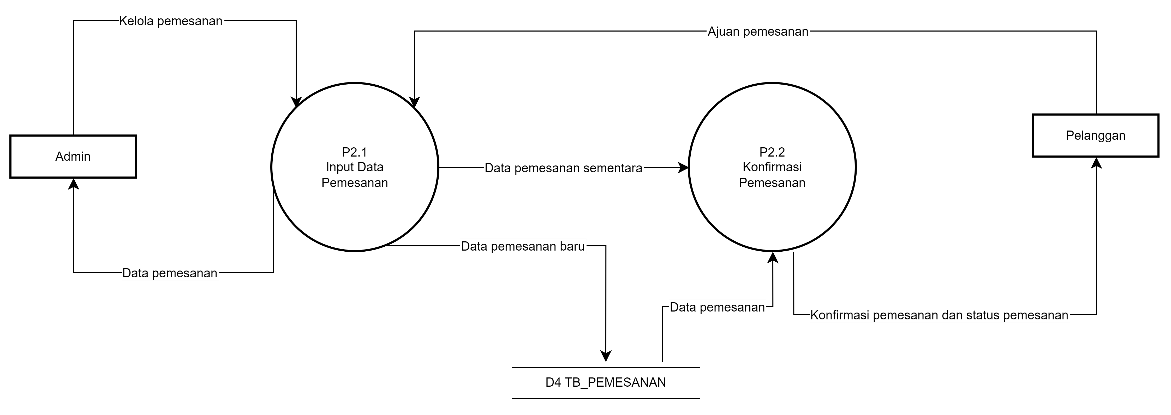 Kelola pemesanan
Ajuan pemesanan
Admin
P2.1
Input Data
Pemesanan
Data pemesanan sementara
P2.2
Konfirmasi
Pemesanan
Pelanggan
Data pemesanan baru
Data pemesanan
Data pemesanan
Konfirmasi pemesanan dan status pemesanan
D4 TB_PEMESANAN